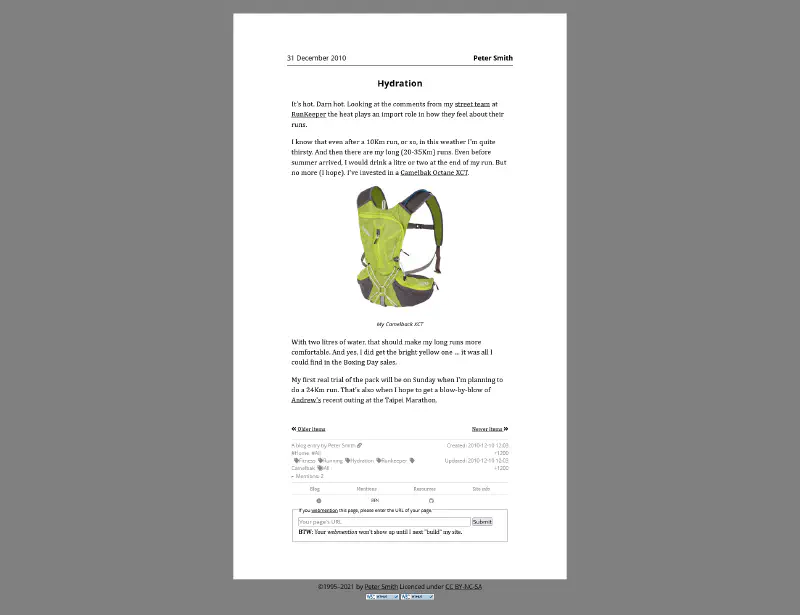 31 December 2010
Peter Smith
Hydration
It's hot. Darn hot. Looking at the comments from my street team at
RunKeeper the heat plays an import role in how they feel about their
runs.
I know that even after a 10Km run, or so, in this weather I'm quite
thirsty. And then there are my long (20-35Km) runs. Even before
summer arrived, I would drink a litre or two at the end of my run. But
no more (I hope). I've invested in a Camelbak Octane XCT.
My Camelback XCT
With two litres of water, that should make my long runs more
comfortable. And yes, I did get the bright yellow one ... it was all I
could find in the Boxing Day sales.
My first real trial of the pack will be on Sunday when I'm planning to
do a 24Km run. That's also when I hope to get a blow-by-blow of
Andrew's recent outing at the Taipei Marathon.
Older items
Newer items
A blog entry by Peter Smith
#Home #All
Fitness Running Hydration Runkeeper
Camelbak All
Mentions: 2
Created: 2010-12-18 12:03
+1200
Updated: 2010-12-18 12:03
+1200
Blog
Machines
Resources
Site info
If you webmention this page, please enter the URL of your page.
Your page's URL
Submit
BTW: Your webmention won't show up until I next "build" my site.
©1995–2021 by Peter Smith Licenced under CC BY-NC-SA